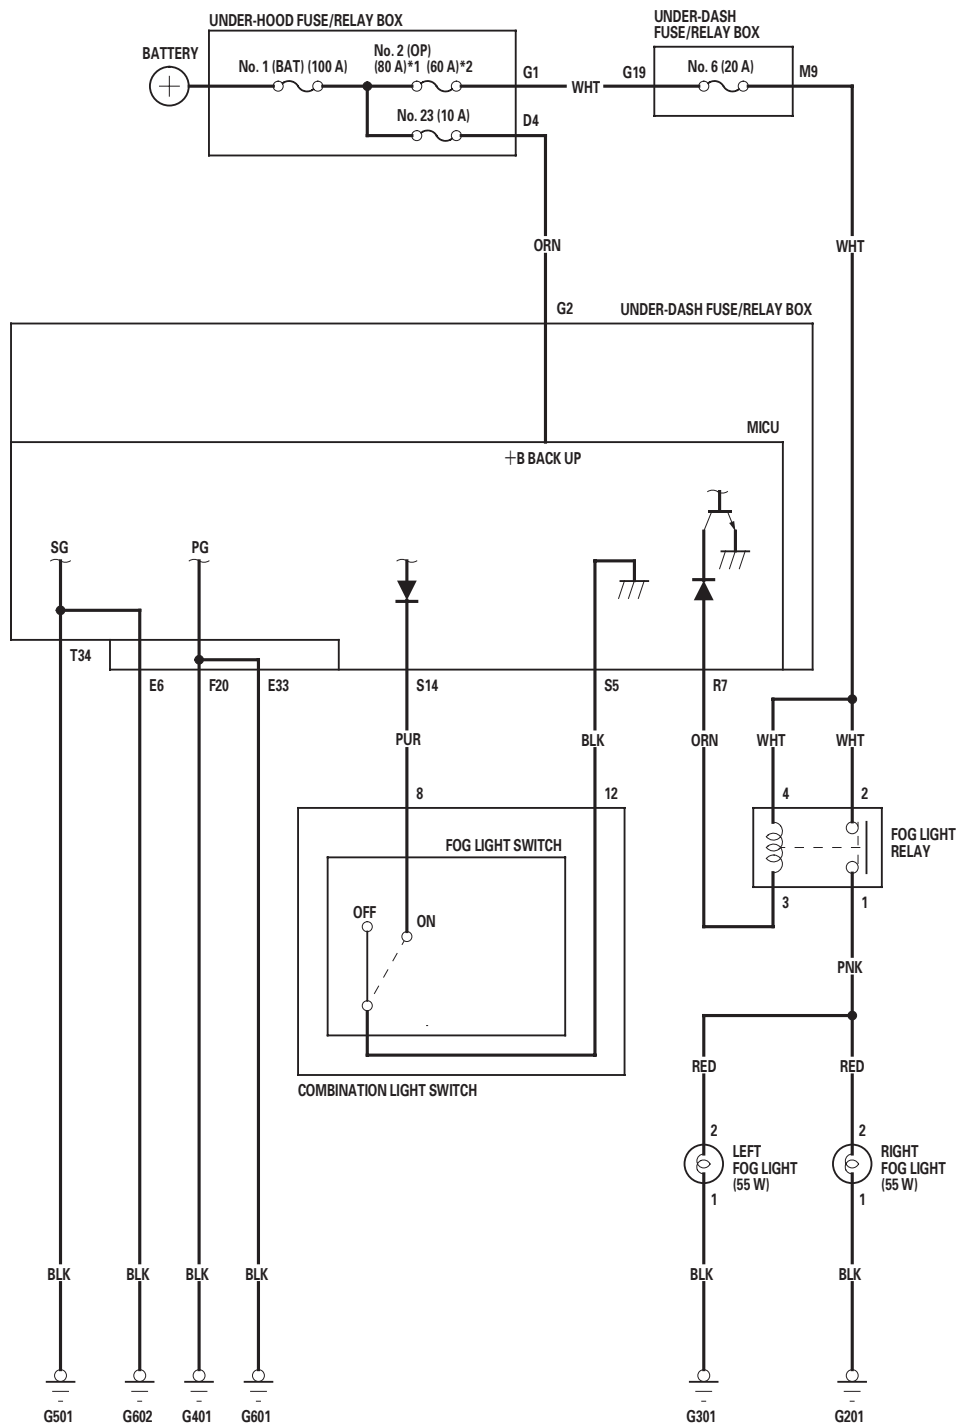 UNDER-HOOD FUSE/RELAY BOX
UNDER-DASH
FUSE/RELAY BOX
BATTERY
No. 1 (BAT) (100 A)
No. 2 (OP)
(80 A)*1 (60 A)*2
G1
WHT
G19
No. 6 (20 A)
M9
No. 23 (10 A)
D4
ORN
WHT
G2
UNDER-DASH FUSE/RELAY BOX
MICU
+B BACK UP
SG
PG
T34
E6
F20
E33
S14
S5
R7
PUR
BLK
ORN
WHT
WHT
8
12
4
2
FOG LIGHT
RELAY
FOG LIGHT SWITCH
OFF
ON
3
1
PNK
COMBINATION LIGHT SWITCH
RED
RED
2
LEFT
FOG LIGHT
(55 W)
1
2
RIGHT
FOG LIGHT
(55 W)
1
BLK
BLK
BLK
BLK
BLK
BLK
G501
G602
G401
G601
G301
G201